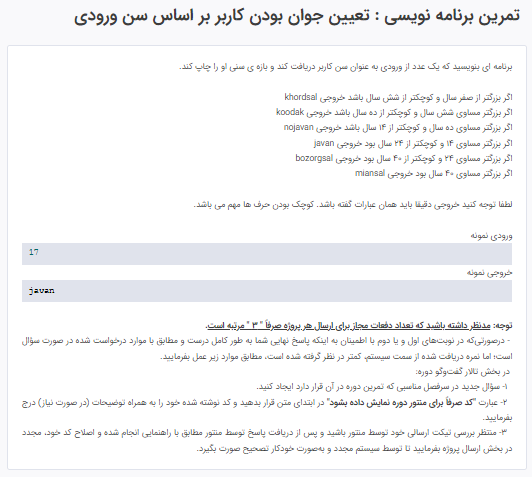 تمرین برنامه نویسی : تعیین جوان بودن کاربر بر اساس سن ورودی
برنامه ای بنویسید که یک عدد از ورودی به عنوان سن کاربر دریافت کند و بازه ی سنی او را چاپ کند.
اگر بزرگتر از صفر سال و کوچکتر از شش سال باشد خروجی khordsal
اگر بزرگتر مساوی شش سال و کوچکتر از ده سال باشد خروجی koodak
اگر بزرگتر مساوی ده سال و کوچکتر از ۱۴ سال باشد خروجی nojavan
اگر بزرگتر مساوی ۱۴ و کوچکتر از ۲۴ سال بود خروجی javan
اگر بزرگتر مساوی ۲۴ و کوچکتر از ۴۰ سال بود خروجی bozorgsal
اگر بزرگتر مساوی ۴۰ سال بود خروجی miansal
لطفا توجه کنید خروجی دقیقا باید همان عبارات گفته باشد. کوچک بودن حرف ها مهم می باشد.
ورودی نمونه
17
خروجی نمونه
javan
توجه: مدنظر داشته باشید که تعداد دفعات مجاز برای ارسال هر پروژه صرفاً " ۳ " مرتبه است.
- درصورتی‌که در نوبت‌های اول و یا دوم با اطمینان به اینکه پاسخ نهایی شما به طور کامل درست و مطابق با موارد درخواست شده در صورت سؤال
است؛ اما نمره دریافت شده از سمت سیستم، کمتر در نظر گرفته شده است، مطابق موارد زیر عمل بفرمایید.
در بخش تالار گفت‌وگو دوره:
۱- سؤال جدید در سرفصل مناسبی که تمرین دوره در آن قرار دارد ایجاد کنید.
۲- عبارت "کد صرفاً برای منتور دوره نمایش داده بشود" در ابتدای متن قرار بدهید و کد نوشته شده خود را به همراه توضیحات (در صورت نیاز) درج
بفرمایید.
۳- منتظر بررسی تیکت ارسالی خود توسط منتور باشید و پس از دریافت پاسخ توسط منتور مطابق با راهنمایی انجام شده و اصلاح کد خود، مجدد
در بخش ارسال پروژه بفرمایید تا توسط سیستم مجدد و به‌صورت خودکار تصحیح صورت بگیرد.